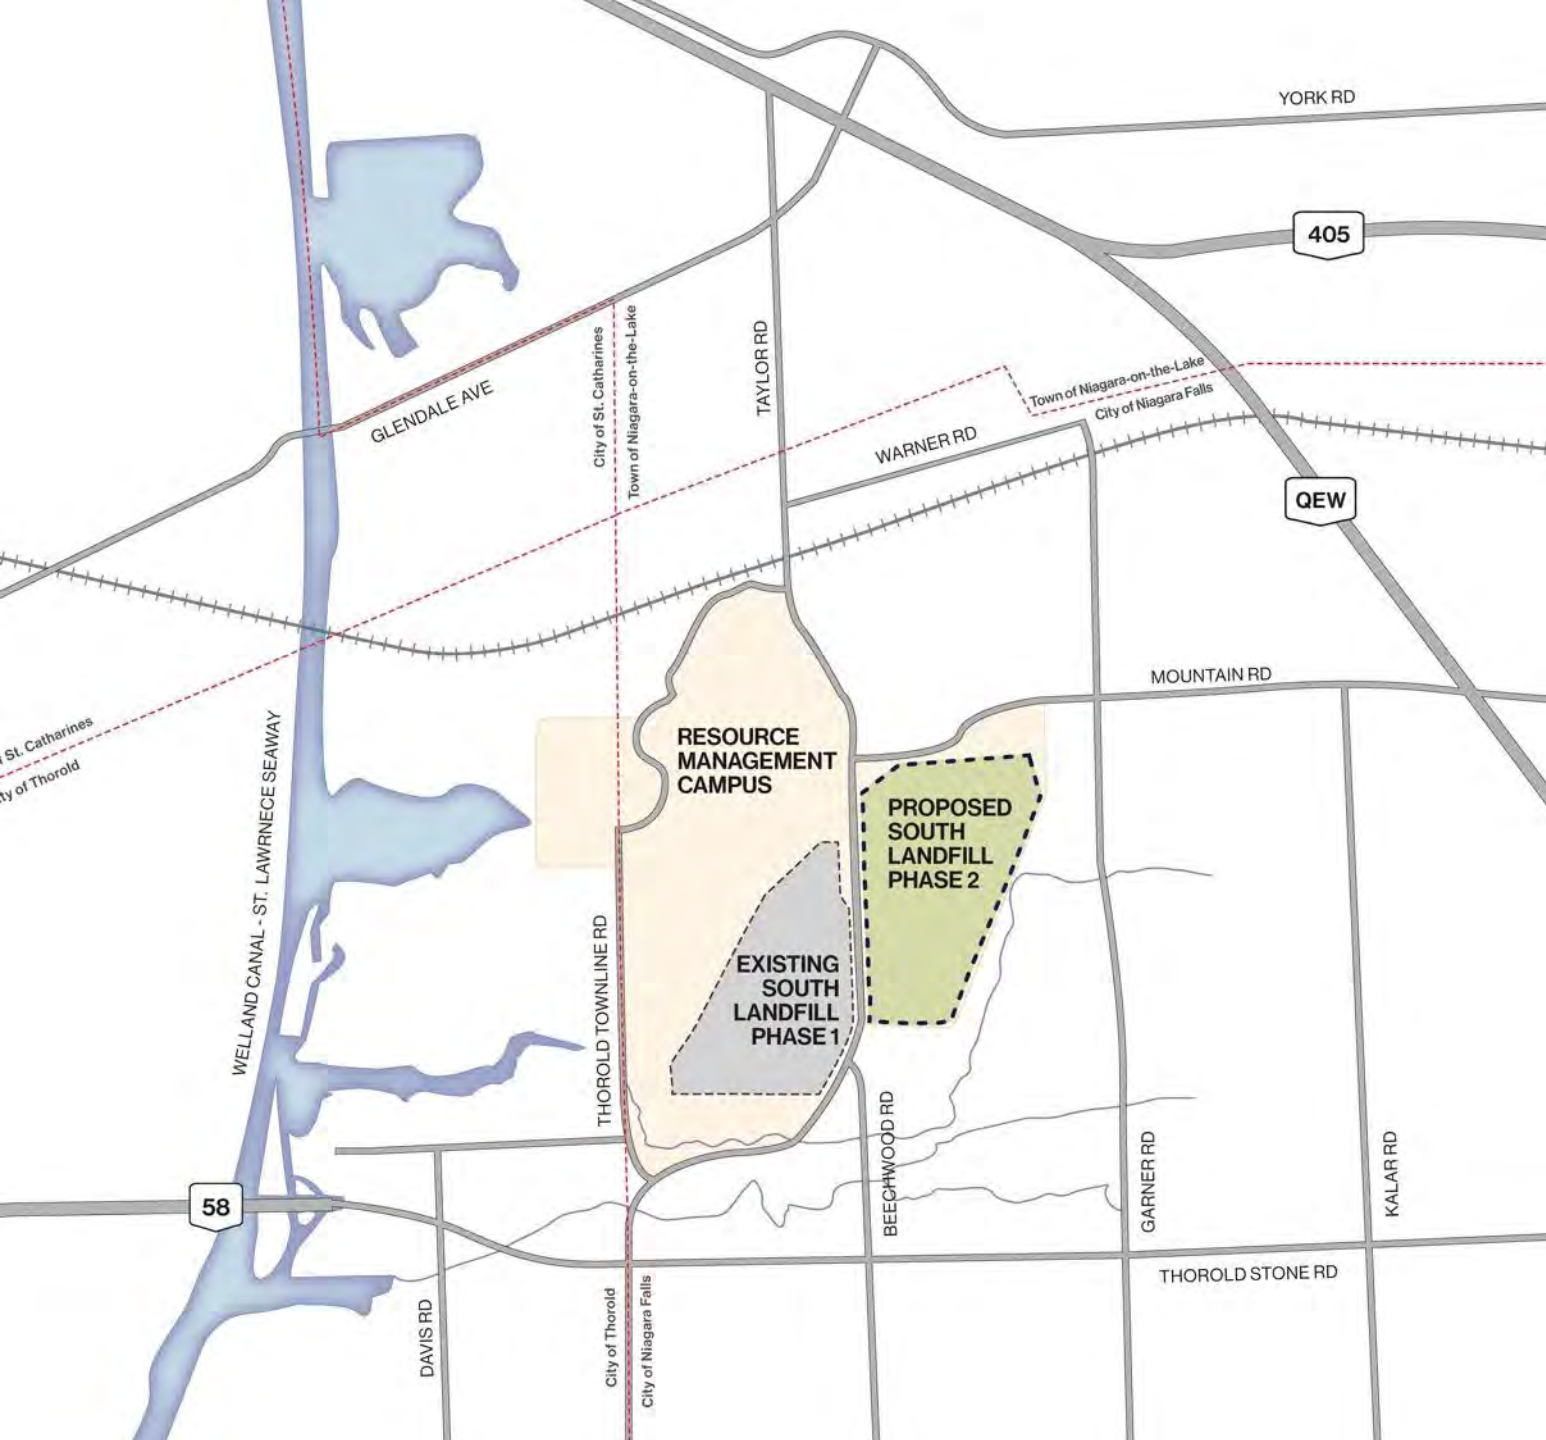 YORK RD
405
City of St. Catharines
Town of Niagara-on-the-Lake
TAYLOR RD
Town of Niagara-on-the-Lake
City of Niagara Falls
GLENDALE AVE
WARNER RD
QEW
MOUNTAIN RD
St. Catharines
ty of Thorold
WELLAND CANAL - ST. LAWRNECE SEAWAY
RESOURCE
MANAGEMENT
CAMPUS
PROPOSED
SOUTH
LANDFILL
PHASE 2
THOROLD TOWNLINE RD
EXISTING
SOUTH
LANDFILL
PHASE 1
BEECHWOOD RD
GARNER RD
KALAR RD
58
THOROLD STONE RD
DAVIS RD
City of Thorold
City of Niagara Falls